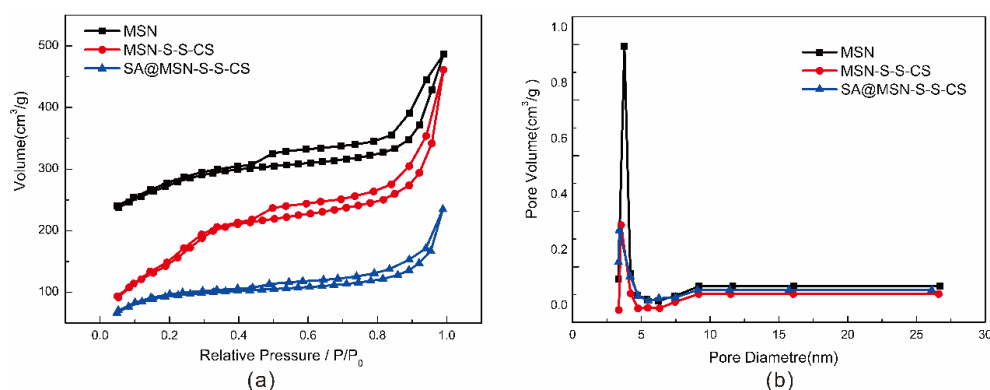 MSN
MSN-S-S-CS
SA@MSN-S-S-CS
500
400
300
200
100
Volume(cm³/g)
0.0 0.2 0.4 0.6 0.8 1.0
Relative Pressure / P/P₀
(a)
MSN
MSN-S-S-CS
SA@MSN-S-S-CS
1.0
0.8
0.6
0.4
0.2
0.0
Pore Volume(cm³/g )
0 5 10 15 20 25 30
Pore Diametre(nm)
(b)